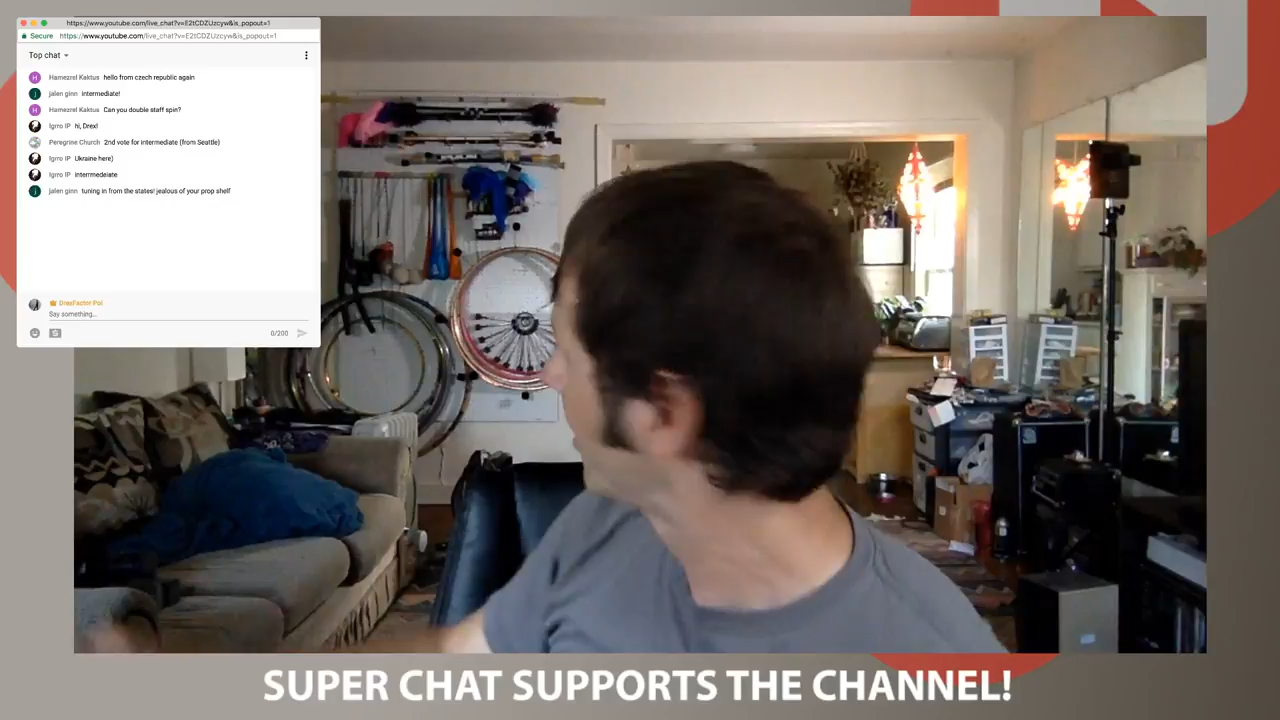 https://www.youtube.com/live_chat?v=E2tCDZUzcyw&is_popout=1
Secure https://www.youtube.com/live_chat?v=E2tCDZUzcyw&is_popout=1
Top chat
H Hamezrel Kaktus hello from czech republic again
j jalen ginn intermediate!
H Hamezrel Kaktus Can you double staff spin?
Igrro IP hi, Drex!
Peregrine Church 2nd vote for intermediate (from Seattle)
Igrro IP Ukraine here)
Igrro IP interrmedeiate
j jalen ginn tuning in from the states! jealous of your prop shelf
DrexFactor Poi
Say something...
0/200
SUPER CHAT SUPPORTS THE CHANNEL!